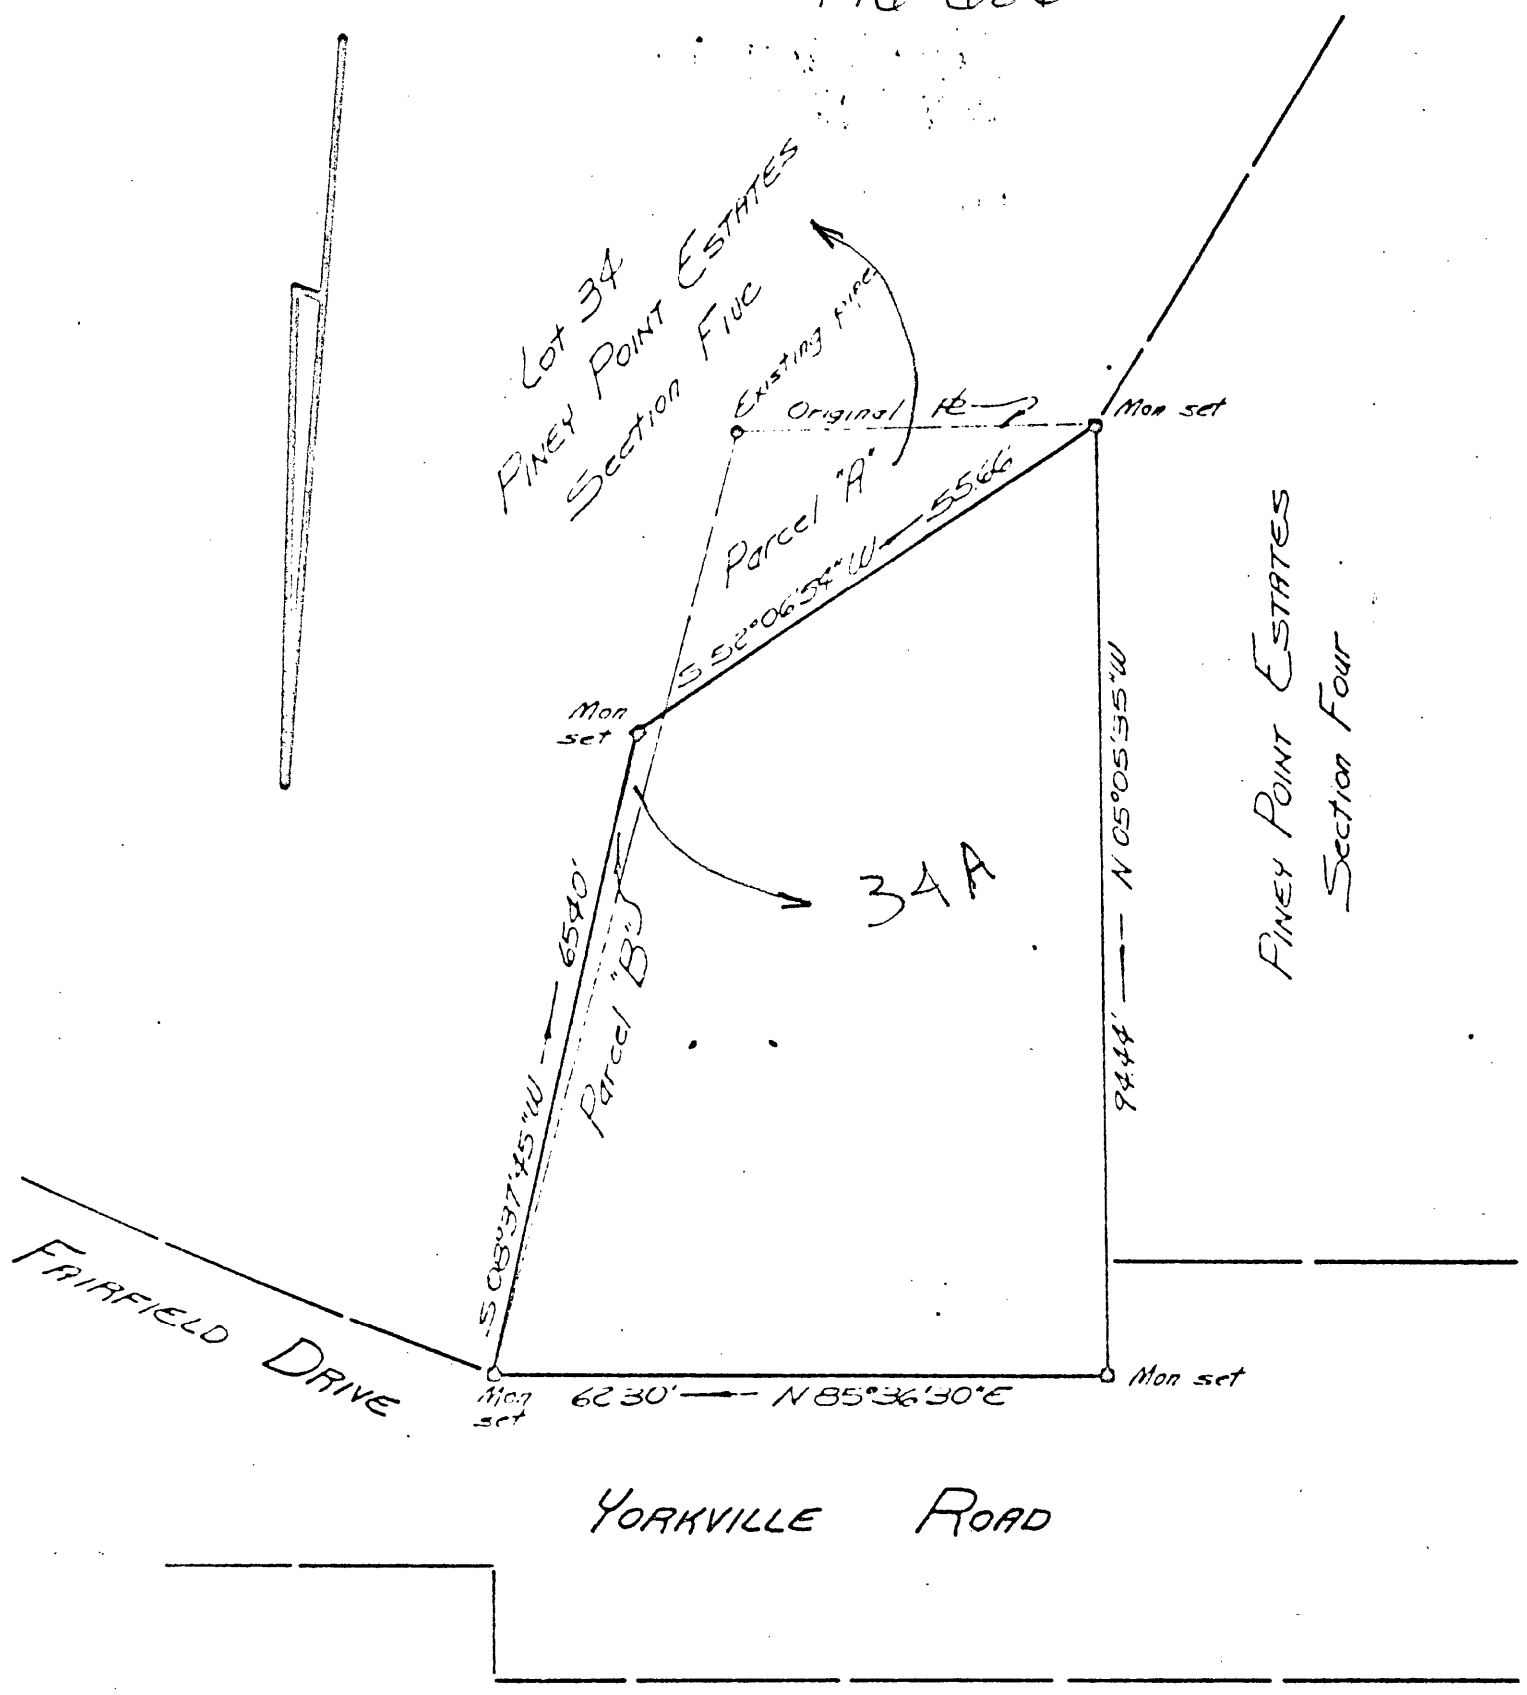 Lot 34
PINEY POINT ESTATES
Section Five
Existing Pipe
Original PL
Mon set
Parcel "A"
S 52°06'54" W 55.66
Mon
set
N 05°05'35" W
94.44'
PINEY POINT ESTATES
Section Four
34A
S 08°37'45" W 65.40'
Parcel "B"
FAIRFIELD DRIVE
Mon
set
62.30' N 85°36'30" E
Mon set
YORKVILLE ROAD